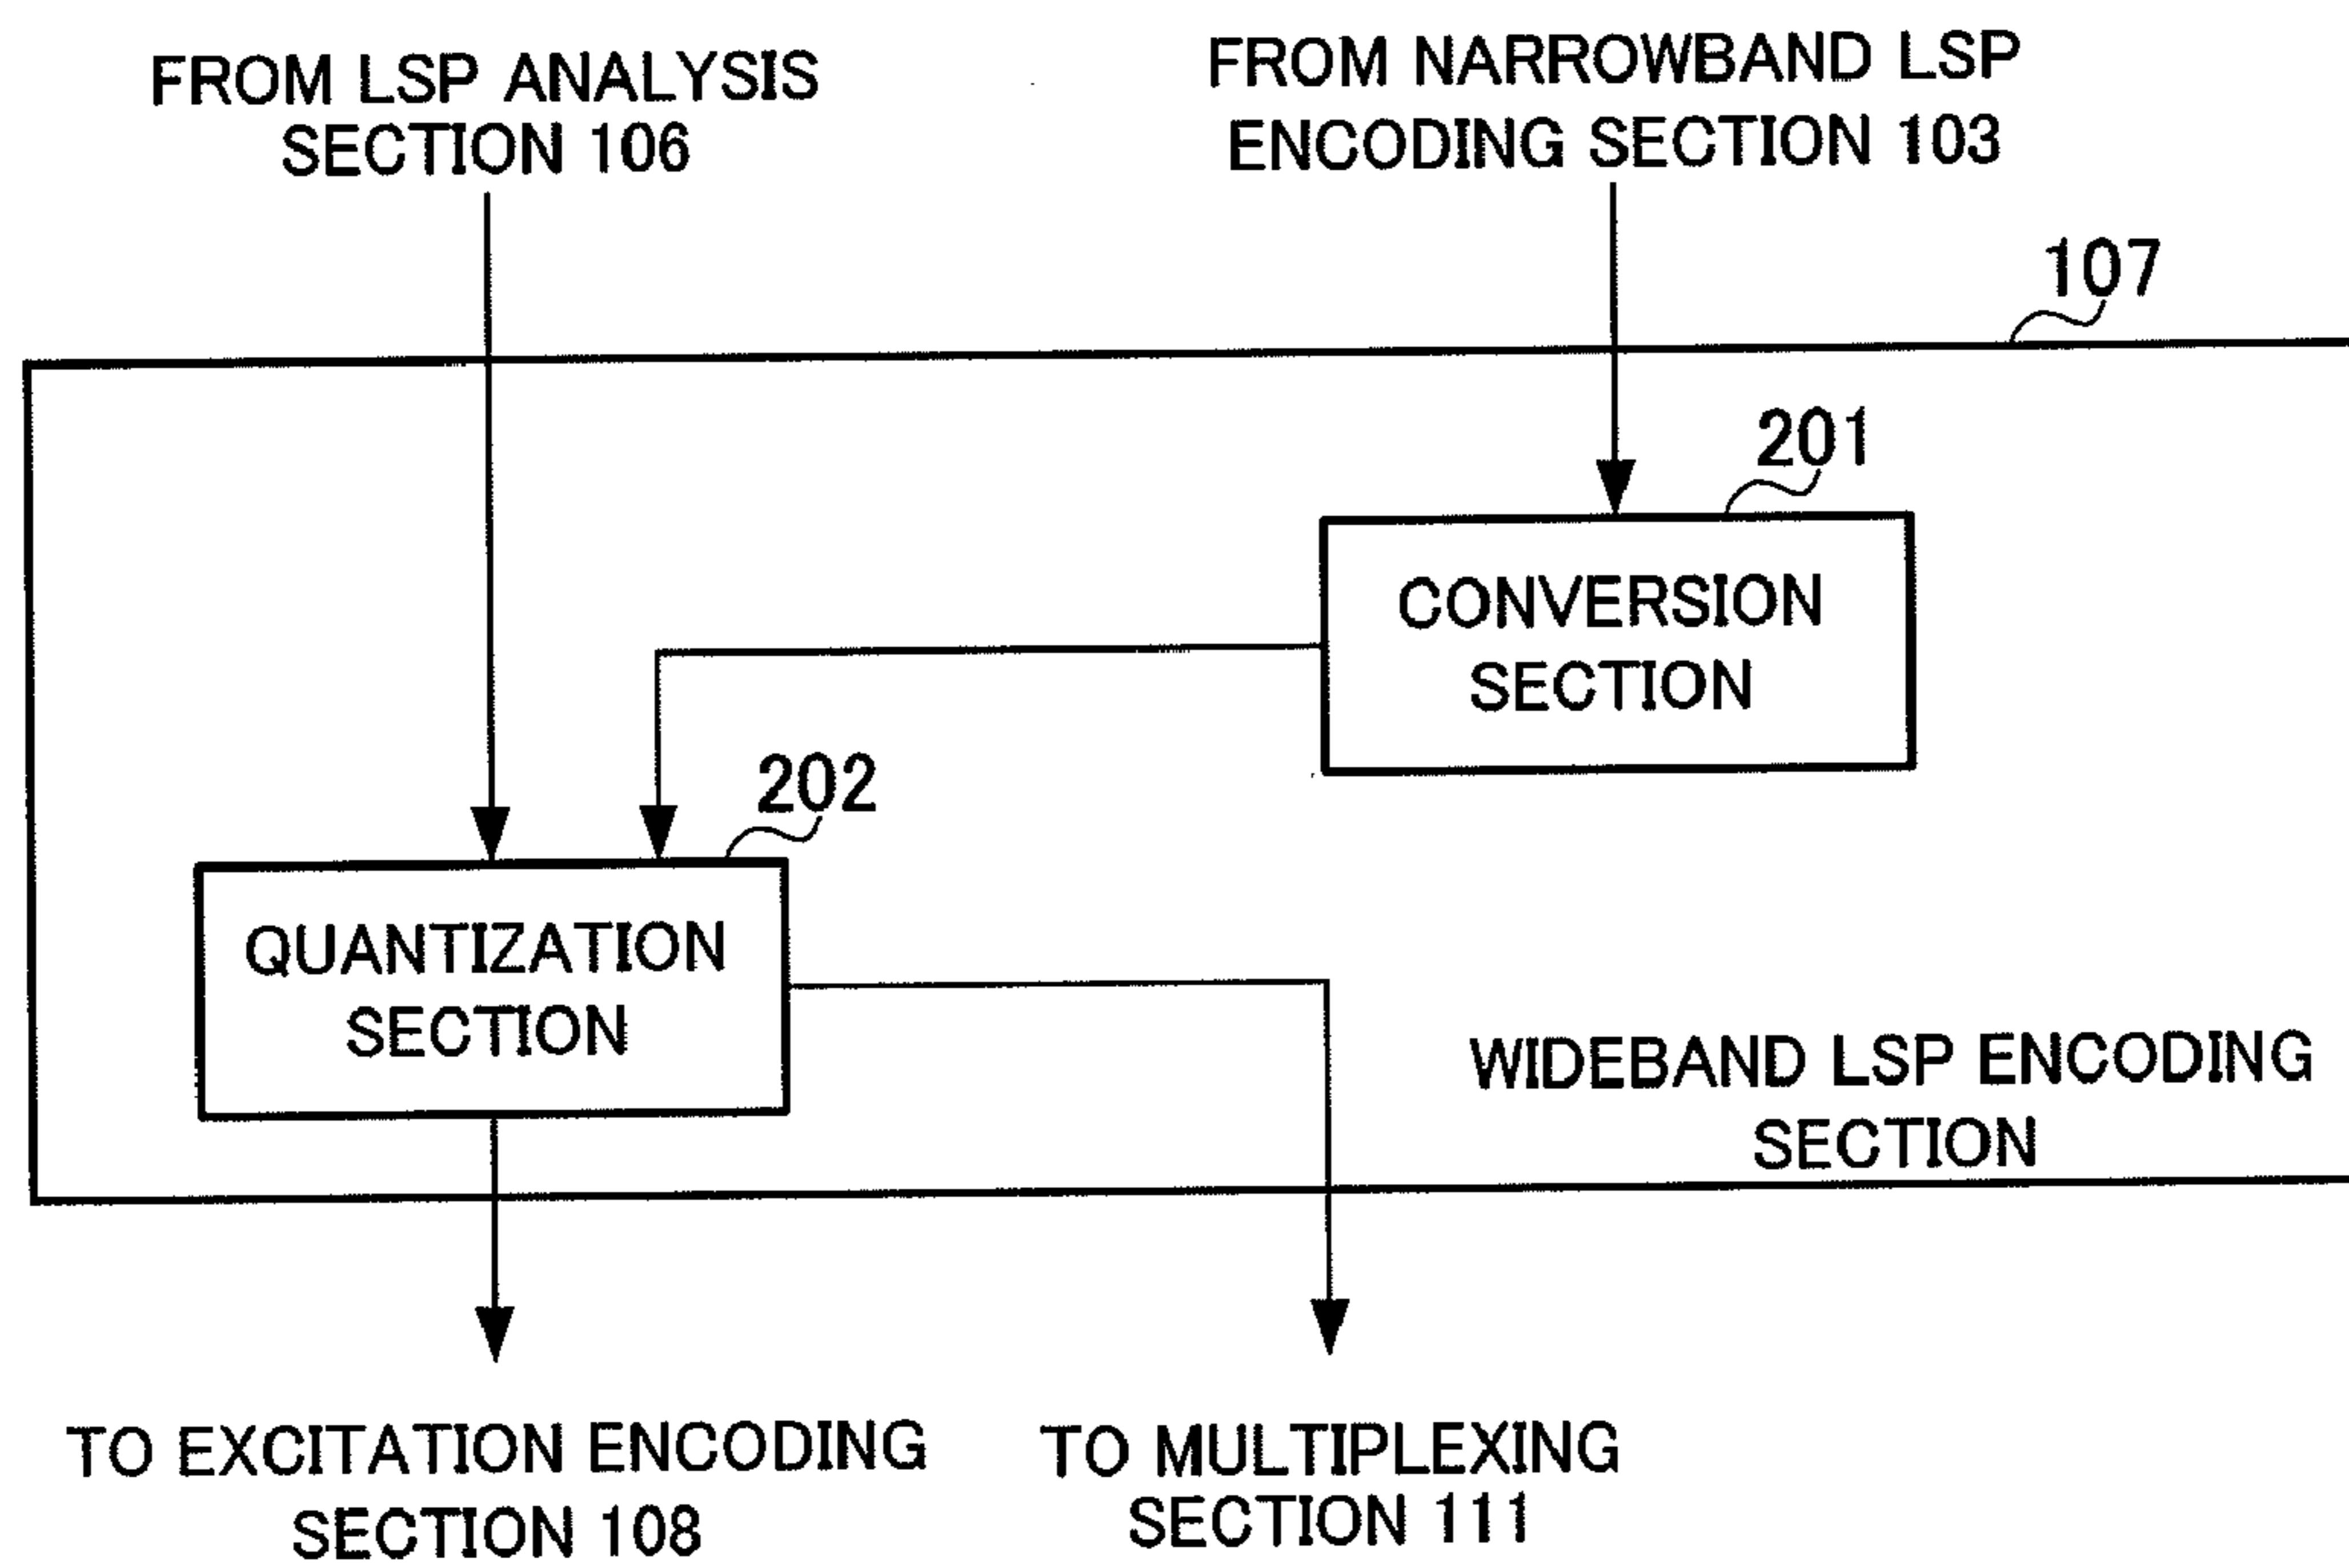 FROM LSP ANALYSIS
SECTION 106
FROM NARROWBAND LSP
ENCODING SECTION 103
107
201
CONVERSION
SECTION
202
QUANTIZATION
SECTION
WIDEBAND LSP ENCODING
SECTION
TO EXCITATION ENCODING
SECTION 108
TO MULTIPLEXING
SECTION 111